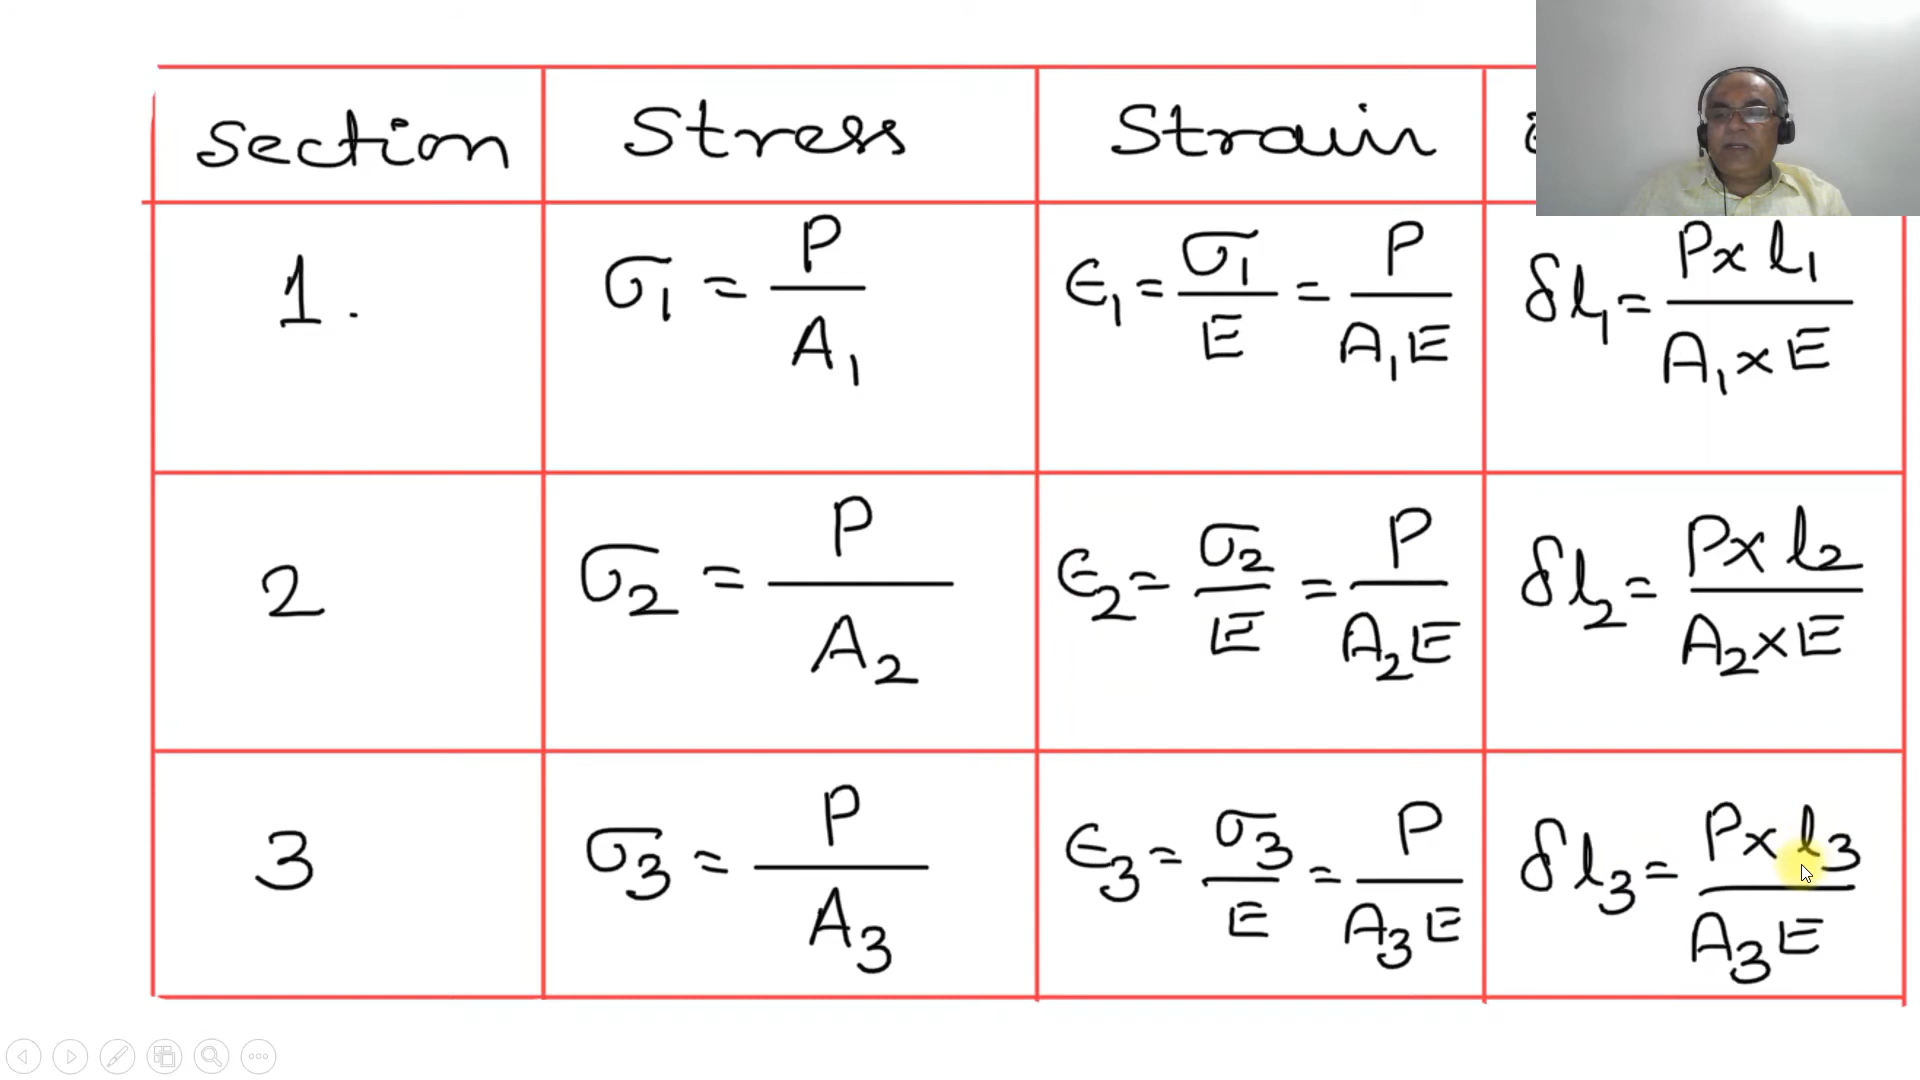 Section Stress Strain
1. σ₁ = P/A₁ ϵ₁ = σ₁/E = P/A₁E δl₁ = P×l₁/A₁×E
2 σ₂ = P/A₂ ϵ₂ = σ₂/E = P/A₂E δl₂ = P×l₂/A₂×E
3 σ₃ = P/A₃ ϵ₃ = σ₃/E = P/A₃E δl₃ = P×l₃/A₃E